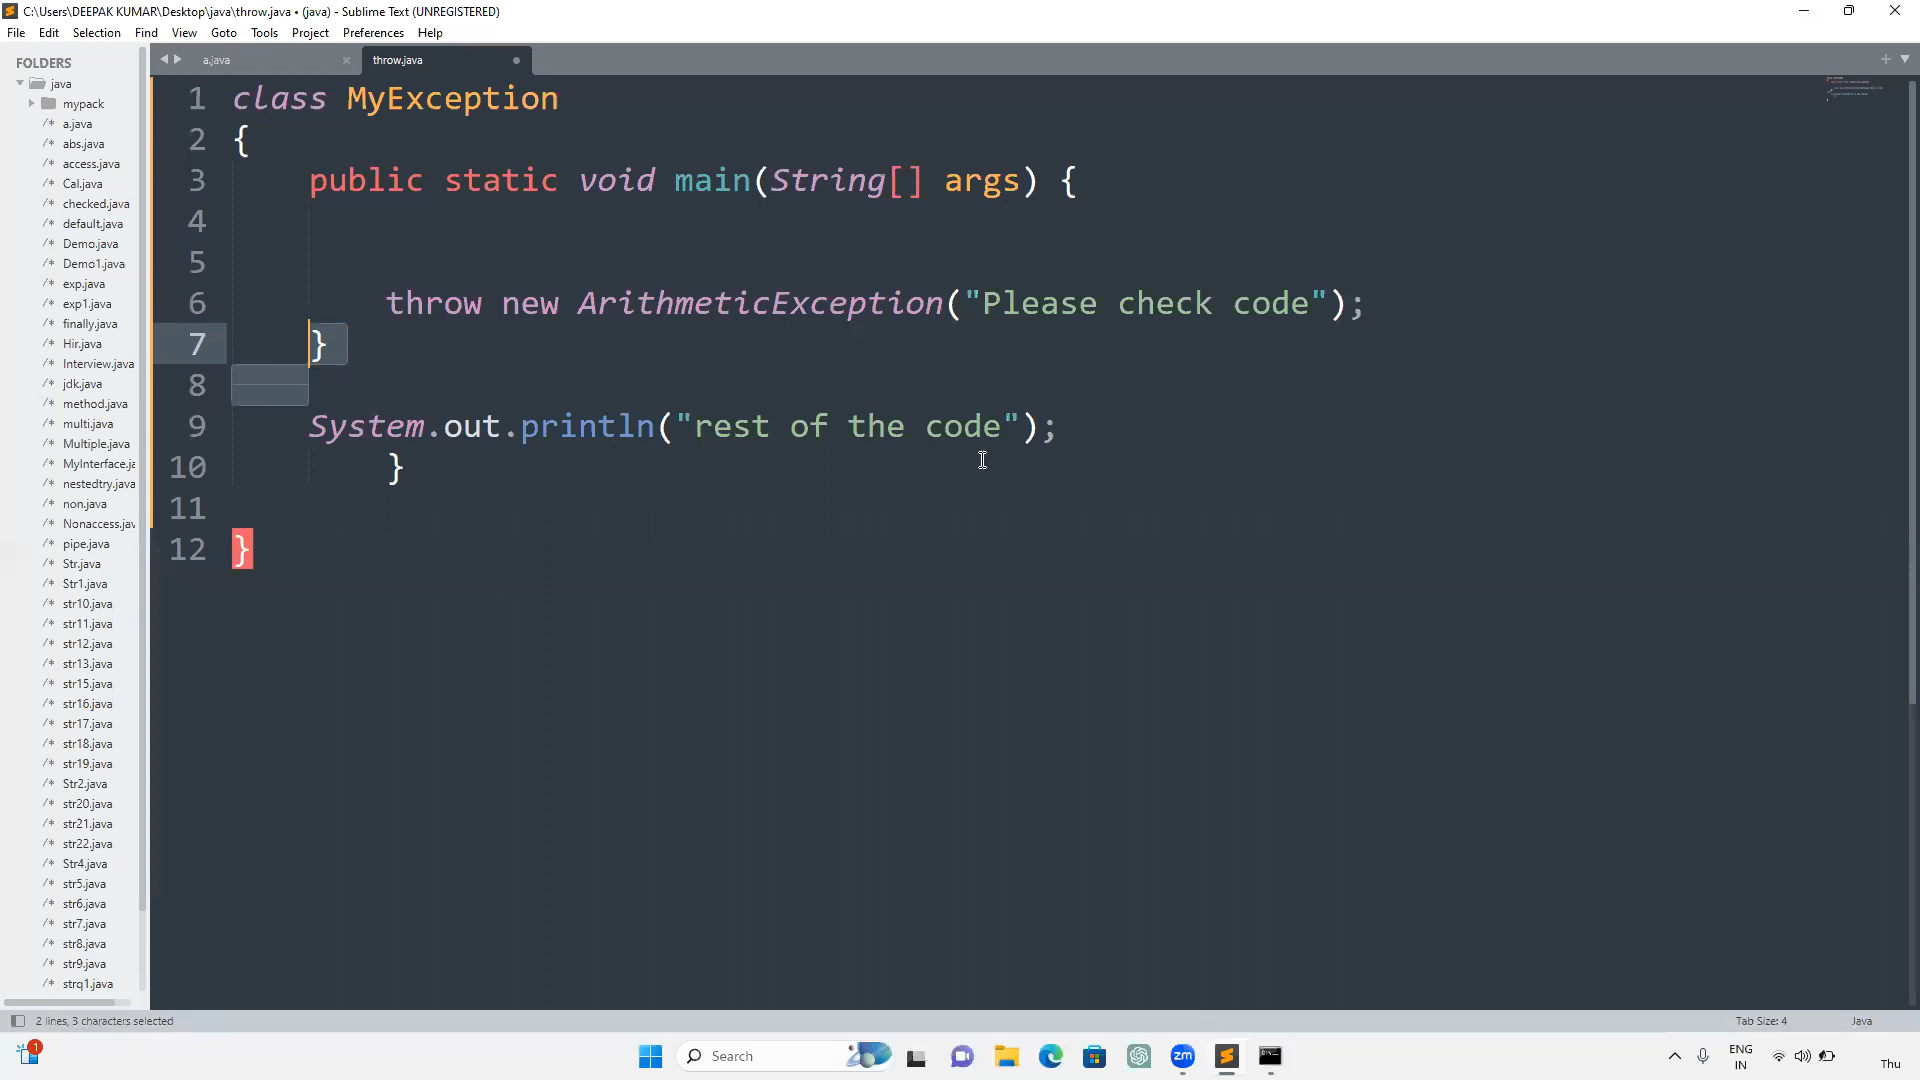 C:\Users\DEEPAK KUMAR\Desktop\java\throw.java • (java) - Sublime Text (UNREGISTERED)
File Edit Selection Find View Goto Tools Project Preferences Help
FOLDERS
java
mypack
/* a.java
/* abs.java
/* access.java
/* Cal.java
/* checked.java
/* default.java
/* Demo.java
/* Demo1.java
/* exp.java
/* exp1.java
/* finally.java
/* Hir.java
/* Interview.java
/* jdk.java
/* method.java
/* multi.java
/* Multiple.java
/* MyInterface.ja
/* nestedtry.java
/* non.java
/* Nonaccess.jav
/* pipe.java
/* Str.java
/* Str1.java
/* str10.java
/* str11.java
/* str12.java
/* str13.java
/* str15.java
/* str16.java
/* str17.java
/* str18.java
/* str19.java
/* Str2.java
/* str20.java
/* str21.java
/* str22.java
/* Str4.java
/* str5.java
/* str6.java
/* str7.java
/* str8.java
/* str9.java
/* strq1.java
a.java × throw.java
1 class MyException
2 {
3 public static void main(String[] args) {
4
5
6 throw new ArithmeticException("Please check code");
7 }
8
9 System.out.println("rest of the code");
10 }
11
12 }
2 lines, 3 characters selected Tab Size: 4 Java
1 Search zm ENG
IN Thu